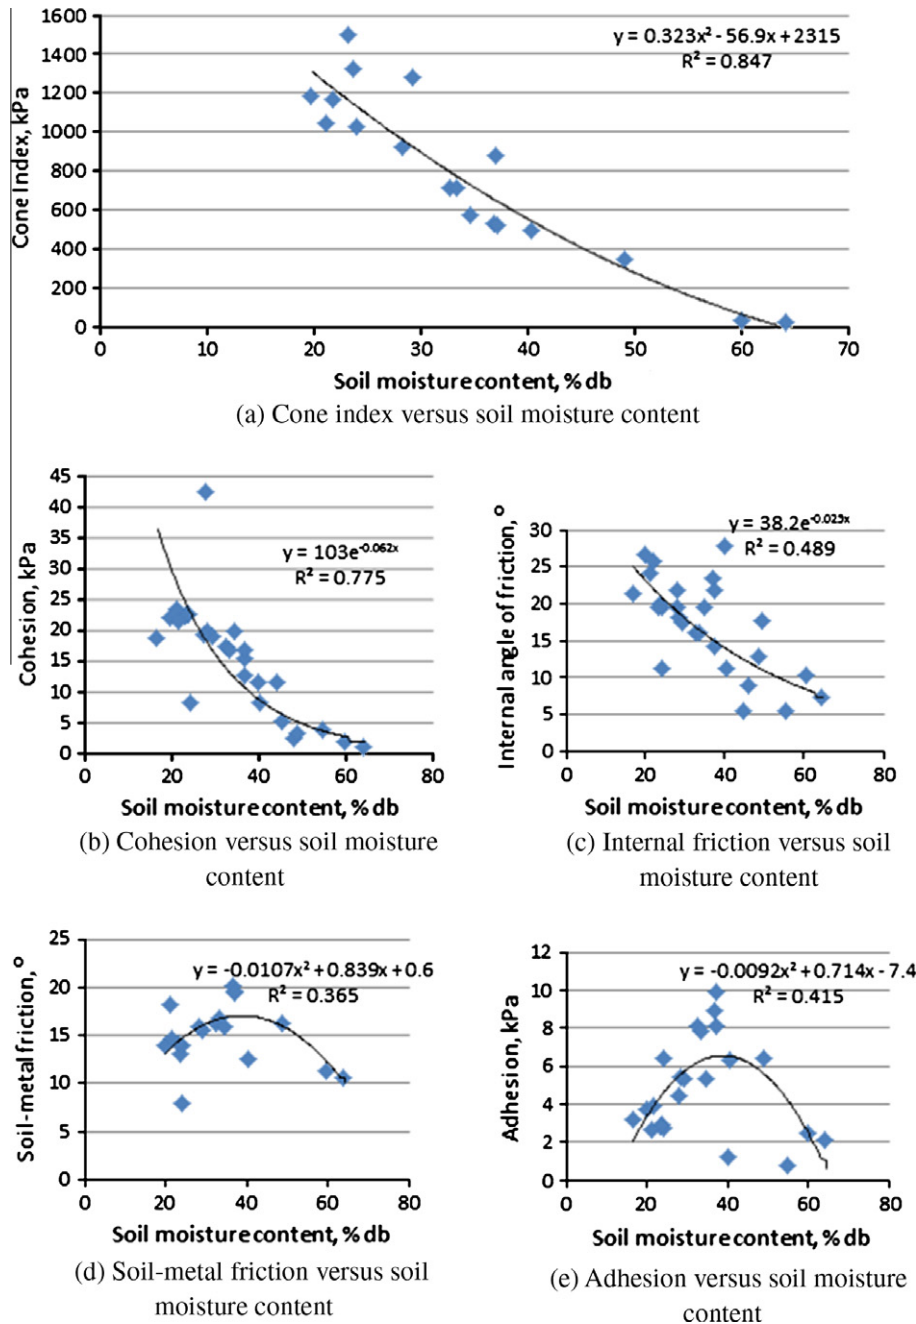 1600
1400
1200
1000
800
600
400
200
0
Cone Index, kPa
y = 0.323x² - 56.9x + 2315
R² = 0.847
0 10 20 30 40 50 60 70
Soil moisture content, % db
(a) Cone index versus soil moisture content
45
40
35
30
25
20
15
10
5
0
Cohesion, kPa
y = 103e^-0.062x
R² = 0.775
0 20 40 60 80
Soil moisture content, % db
(b) Cohesion versus soil moisture
content
30
25
20
15
10
5
0
Internal angle of friction, °
y = 38.2e^-0.025x
R² = 0.489
0 20 40 60 80
Soil moisture content, % db
(c) Internal friction versus soil
moisture content
25
20
15
10
5
0
Soil-metal friction, °
y = -0.0107x² + 0.839x + 0.6
R² = 0.365
0 20 40 60 80
Soil moisture content, % db
(d) Soil-metal friction versus soil
moisture content
12
10
8
6
4
2
0
Adhesion, kPa
y = -0.0092x² + 0.714x - 7.4
R² = 0.415
0 20 40 60 80
Soil moisture content, % db
(e) Adhesion versus soil moisture
content